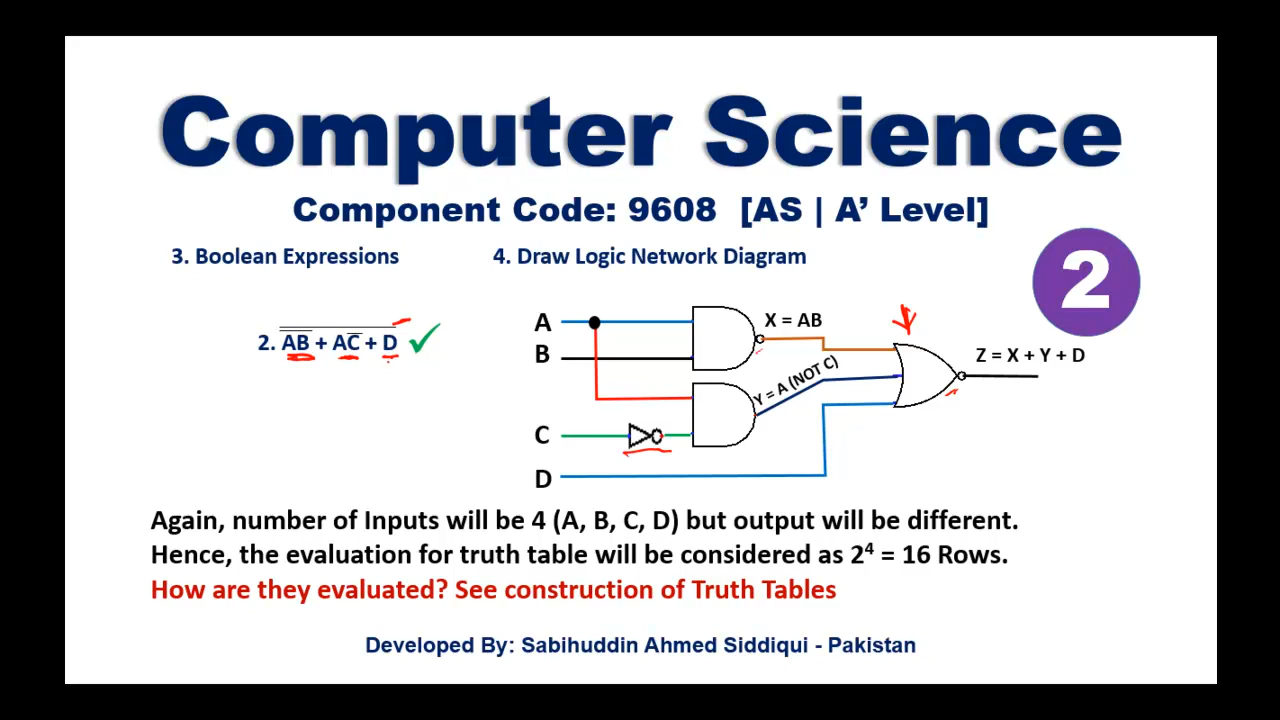 Computer Science
Component Code: 9608 [AS | A’ Level]
3. Boolean Expressions
4. Draw Logic Network Diagram
2
2. A̅B̅ + AC̅ + D
A
B
C
D
X = AB
Y = A (NOT C)
Z = X + Y + D
Again, number of Inputs will be 4 (A, B, C, D) but output will be different.
Hence, the evaluation for truth table will be considered as 2⁴ = 16 Rows.
How are they evaluated? See construction of Truth Tables
Developed By: Sabihuddin Ahmed Siddiqui - Pakistan